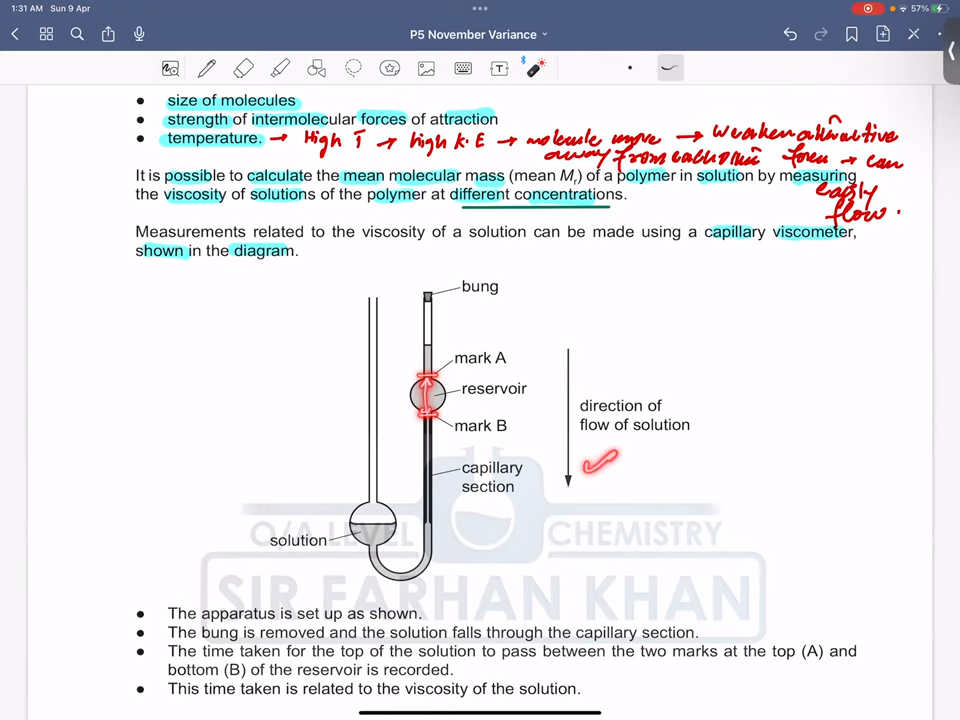 1:31 AM Sun 9 Apr
57%
P5 November Variance
• size of molecules
• strength of intermolecular forces of attraction
• temperature. → High T → high K.E → molecule move → weaken attractive
away from forces → can
easily
flow.
It is possible to calculate the mean molecular mass (mean Mr) of a polymer in solution by measuring
the viscosity of solutions of the polymer at different concentrations.
Measurements related to the viscosity of a solution can be made using a capillary viscometer,
shown in the diagram.
bung
mark A
reservoir
mark B
direction of
flow of solution
capillary
section
solution
O/A LEVEL CHEMISTRY
SIR FARHAN KHAN
• The apparatus is set up as shown.
• The bung is removed and the solution falls through the capillary section.
• The time taken for the top of the solution to pass between the two marks at the top (A) and
bottom (B) of the reservoir is recorded.
• This time taken is related to the viscosity of the solution.